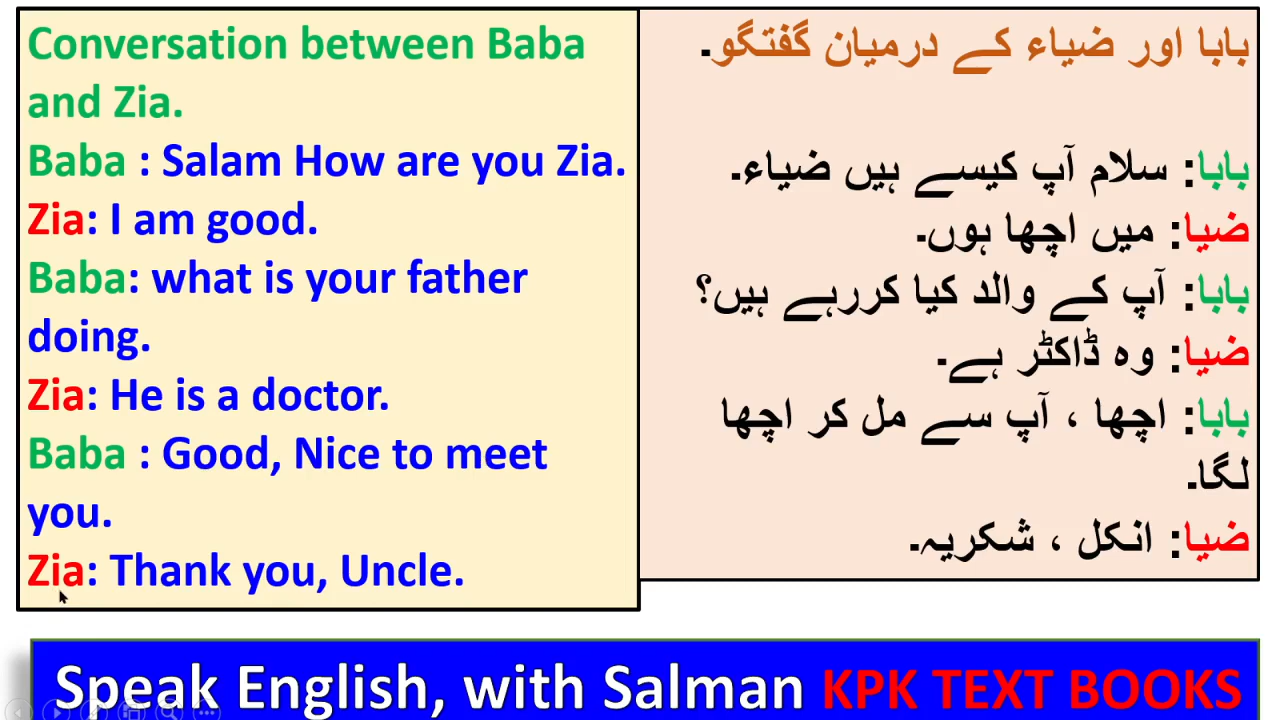 Conversation between Baba
and Zia.
Baba : Salam How are you Zia.
Zia: I am good.
Baba: what is your father
doing.
Zia: He is a doctor.
Baba : Good, Nice to meet
you.
Zia: Thank you, Uncle.
بابا اور ضیاء کے درمیان گفتگو۔
بابا: سلام آپ کیسے ہیں ضیاء۔
ضیا: میں اچھا ہوں۔
بابا: آپ کے والد کیا کررہے ہیں؟
ضیا: وہ ڈاکٹر ہے۔
بابا: اچھا ، آپ سے مل کر اچھا
لگا۔
ضیا: انکل ، شکریہ۔
Speak English, with Salman KPK TEXT BOOKS